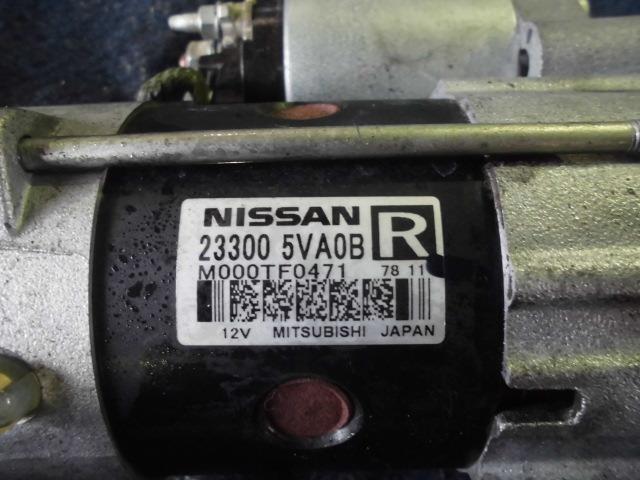 NISSAN R
23300 5VA0B
M000TF0471 78 11
12V MITSUBISHI JAPAN